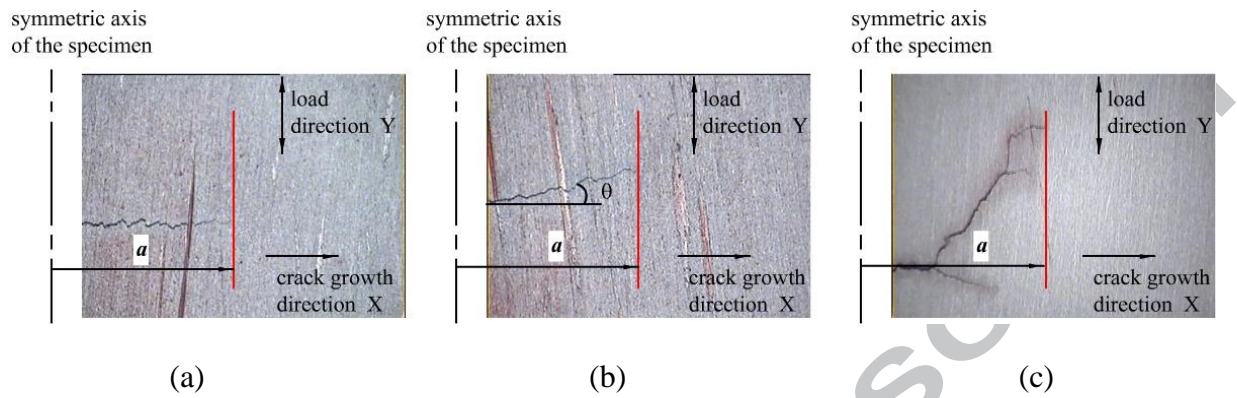 symmetric axis
of the specimen
load
direction Y
a
crack growth
direction X
(a)
symmetric axis
of the specimen
load
direction Y
θ
a
crack growth
direction X
(b)
symmetric axis
of the specimen
load
direction Y
a
crack growth
direction X
(c)